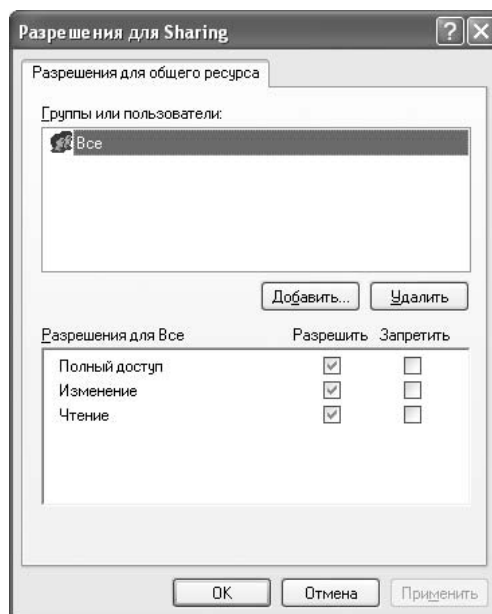 Разрешения для Sharing
Разрешения для общего ресурса
Группы или пользователи:
Все
Добавить... Удалить
Разрешения для Все Разрешить Запретить
Полный доступ
Изменение
Чтение
OK Отмена Применить